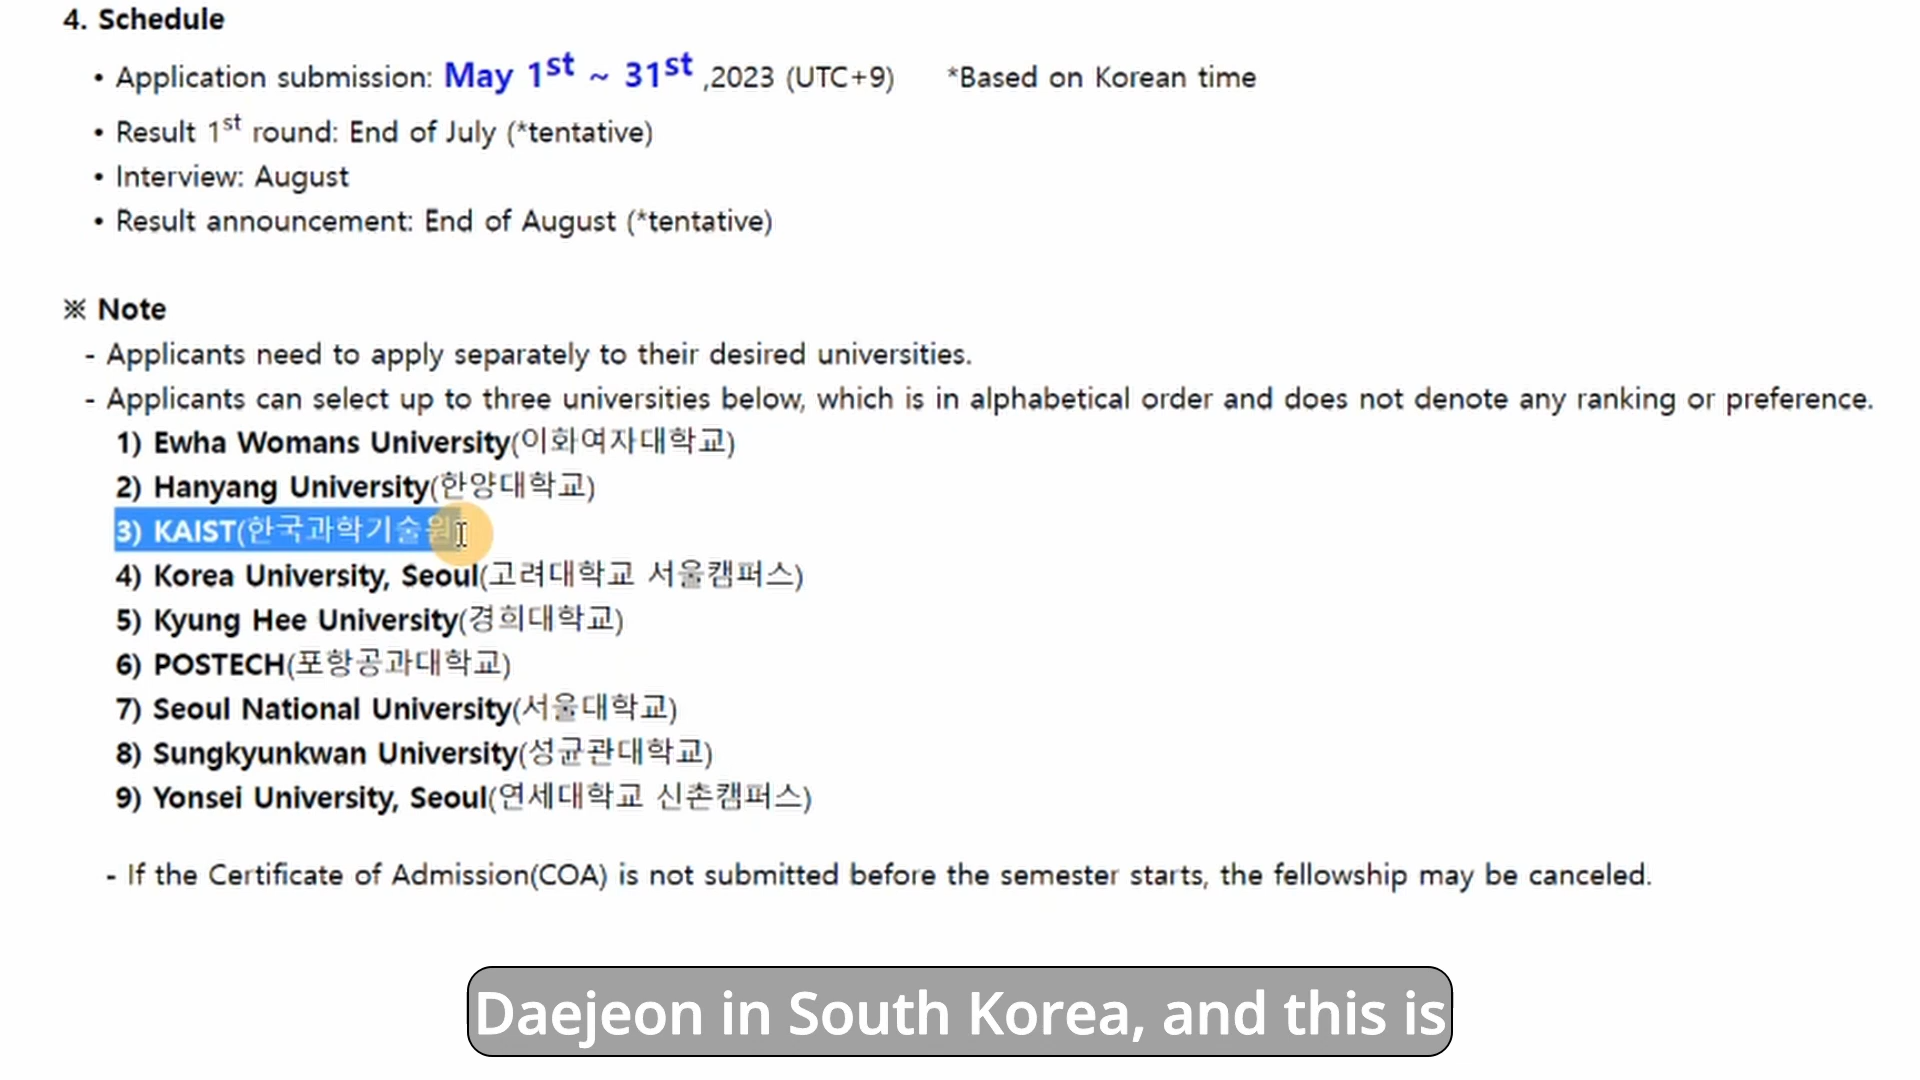 4. Schedule
• Application submission: May 1st ~ 31st ,2023 (UTC+9) *Based on Korean time
• Result 1st round: End of July (*tentative)
• Interview: August
• Result announcement: End of August (*tentative)
※ Note
- Applicants need to apply separately to their desired universities.
- Applicants can select up to three universities below, which is in alphabetical order and does not denote any ranking or preference.
1) Ewha Womans University(이화여자대학교)
2) Hanyang University(한양대학교)
3) KAIST(한국과학기술원)
4) Korea University, Seoul(고려대학교 서울캠퍼스)
5) Kyung Hee University(경희대학교)
6) POSTECH(포항공과대학교)
7) Seoul National University(서울대학교)
8) Sungkyunkwan University(성균관대학교)
9) Yonsei University, Seoul(연세대학교 신촌캠퍼스)
- If the Certificate of Admission(COA) is not submitted before the semester starts, the fellowship may be canceled.
Daejeon in South Korea, and this is